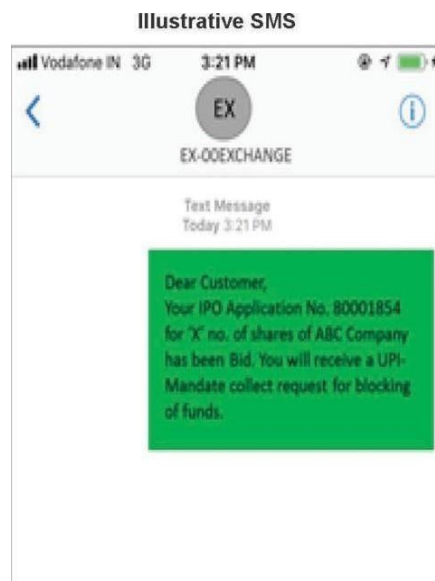 Illustrative SMS
Vodafone IN 3G 3:21 PM
EX
EX-00EXCHANGE
Text Message
Today 3:21 PM
Dear Customer,
Your IPO Application No. 80001854
for 'X' no. of shares of ABC Company
has been Bid. You will receive a UPI-
Mandate collect request for blocking
of funds.